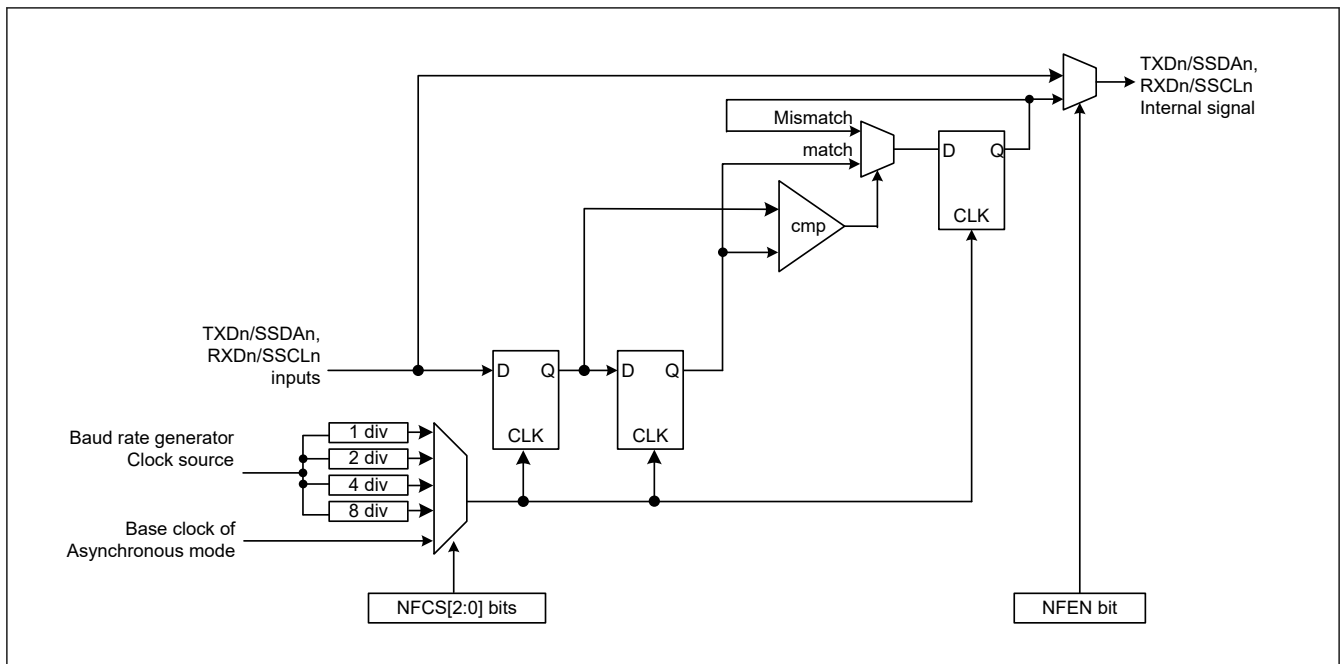 TXDn/SSDAn,
RXDn/SSCLn
Internal signal
Mismatch
match
D
Q
CLK
cmp
TXDn/SSDAn,
RXDn/SSCLn
inputs
D
Q
CLK
D
Q
CLK
Baud rate generator
Clock source
1 div
2 div
4 div
8 div
Base clock of
Asynchronous mode
NFCS[2:0] bits
NFEN bit